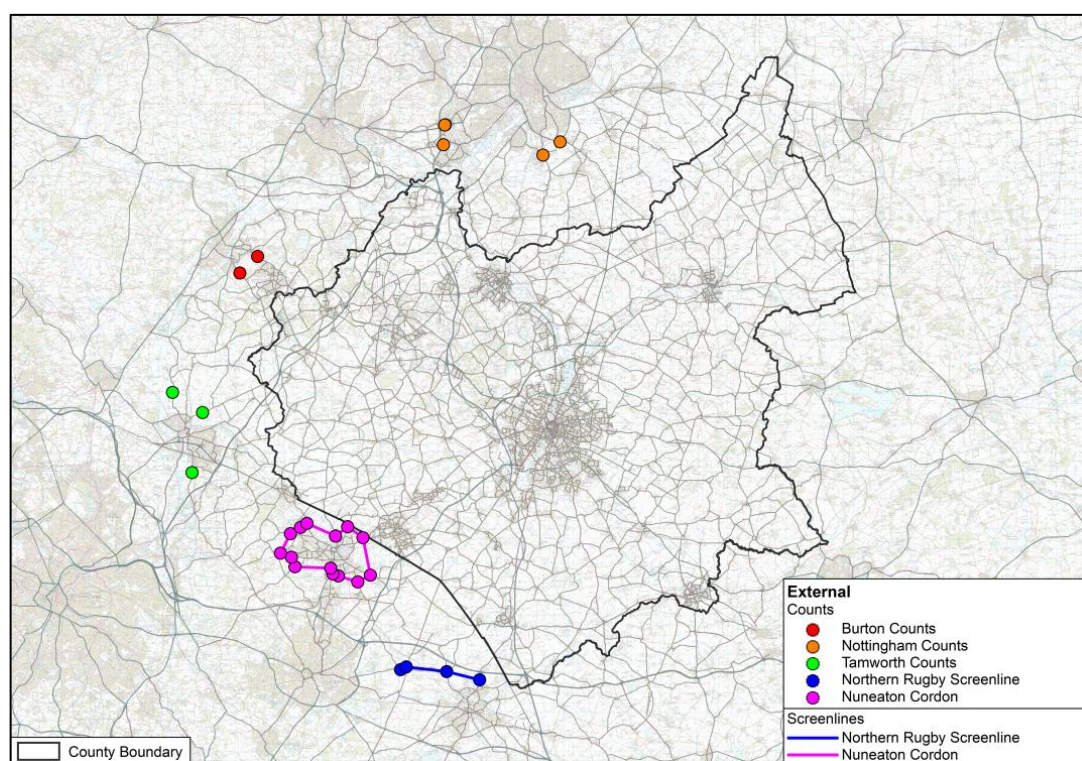 External
Counts
Burton Counts
Nottingham Counts
Tamworth Counts
Northern Rugby Screenline
Nuneaton Cordon
Screenlines
Northern Rugby Screenline
Nuneaton Cordon
County Boundary